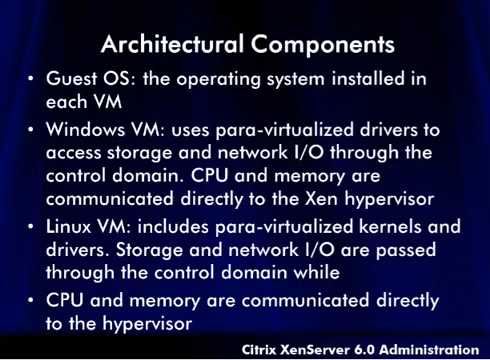 Architectural Components
• Guest OS: the operating system installed in
each VM
• Windows VM: uses para-virtualized drivers to
access storage and network I/O through the
control domain. CPU and memory are
communicated directly to the Xen hypervisor
• Linux VM: includes para-virtualized kernels and
drivers. Storage and network I/O are passed
through the control domain while
• CPU and memory are communicated directly
to the hypervisor
Citrix XenServer 6.0 Administration